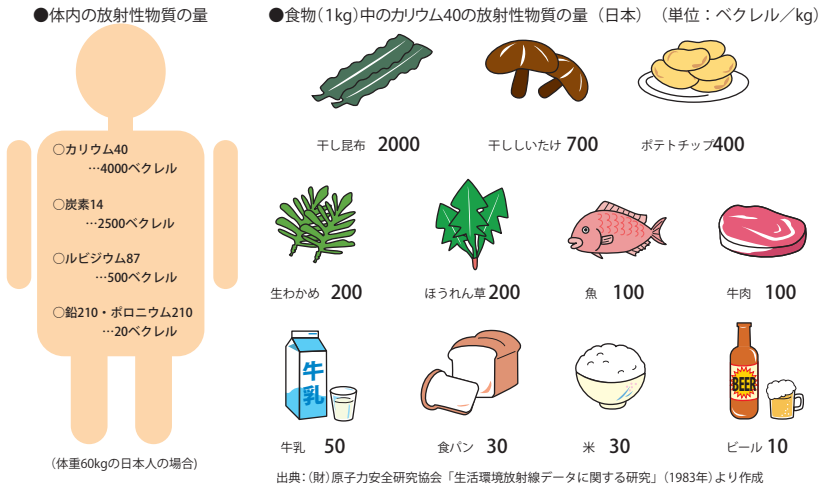 ●体内の放射性物質の量
○カリウム40
…4000ベクレル
○炭素14
…2500ベクレル
○ルビジウム87
…500ベクレル
○鉛210・ポロニウム210
…20ベクレル
(体重60kgの日本人の場合)
●食物(1kg)中のカリウム40の放射性物質の量(日本)(単位:ベクレル/kg)
干し昆布 2000 干ししいたけ 700 ポテトチップ 400
生わかめ 200 ほうれん草 200 魚 100 牛肉 100
牛乳
BEER
牛乳 50 食パン 30 米 30 ビール 10
出典:(財)原子力安全研究協会「生活環境放射線データに関する研究」(1983年)より作成